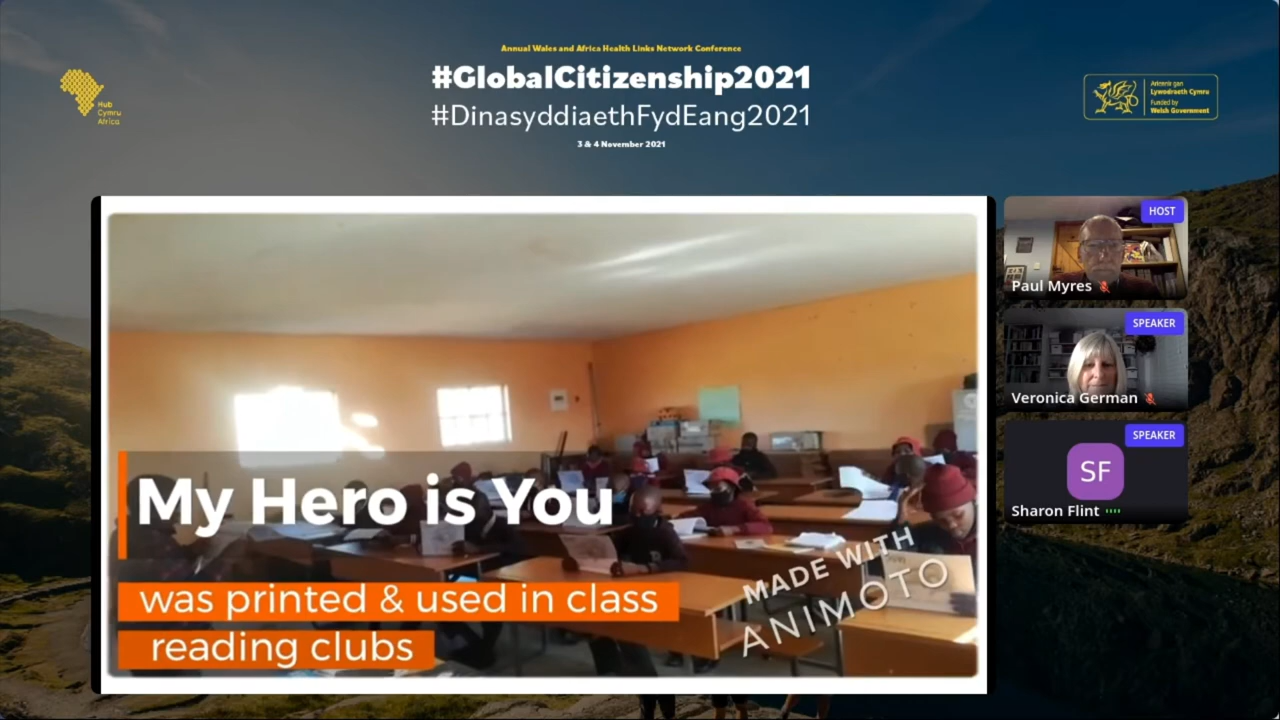 Annual Wales and Africa Health Links Network Conference
#GlobalCitizenship2021
#DinasyddiaethFydEang2021
3 & 4 November 2021
Hub
Cymru
Africa
Ariennir gan
Lywodraeth Cymru
Funded by
Welsh Government
HOST
Paul Myres
SPEAKER
Veronica German
SPEAKER
SF
Sharon Flint
My Hero is You
was printed & used in class
reading clubs
MADE WITH
ANIMOTO